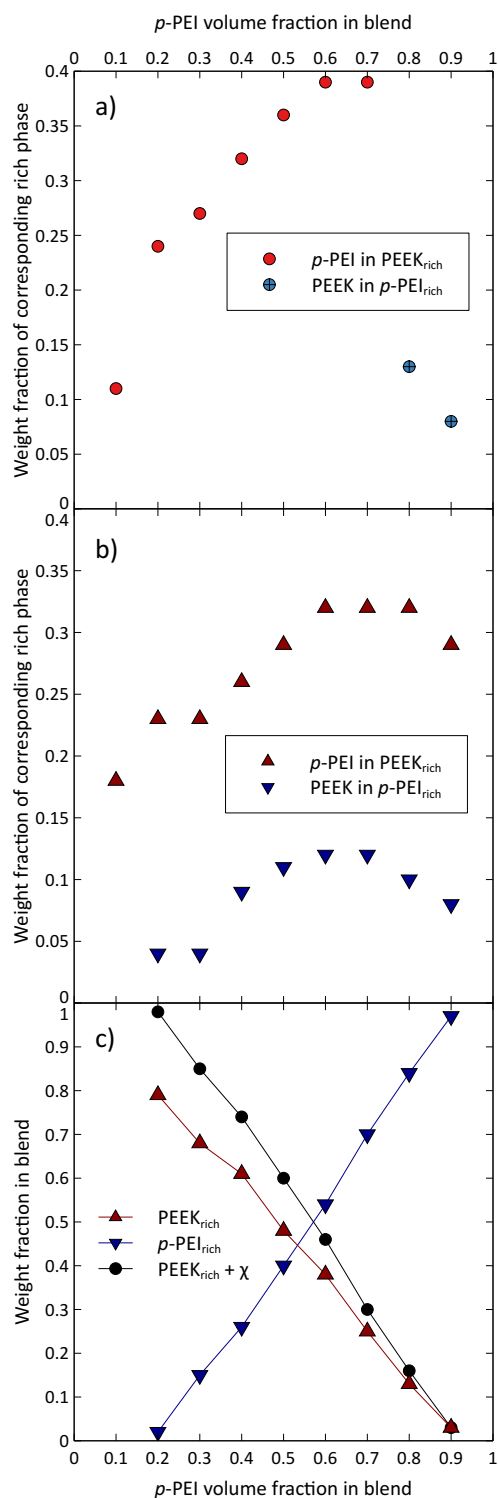 p-PEI volume fraction in blend
0 0.1 0.2 0.3 0.4 0.5 0.6 0.7 0.8 0.9 1
0.4
a)
0.35
0.3
0.25
0.2
0.15
0.1
0.05
0
Weight fraction of corresponding rich phase
p-PEI in PEEKrich
PEEK in p-PEIrich
0.4
b)
0.35
0.3
0.25
0.2
0.15
0.1
0.05
0
Weight fraction of corresponding rich phase
p-PEI in PEEKrich
PEEK in p-PEIrich
1
c)
0.9
0.8
0.7
0.6
0.5
0.4
0.3
0.2
0.1
0
Weight fraction in blend
PEEKrich
p-PEIrich
PEEKrich + χ
0 0.1 0.2 0.3 0.4 0.5 0.6 0.7 0.8 0.9 1
p-PEI volume fraction in blend